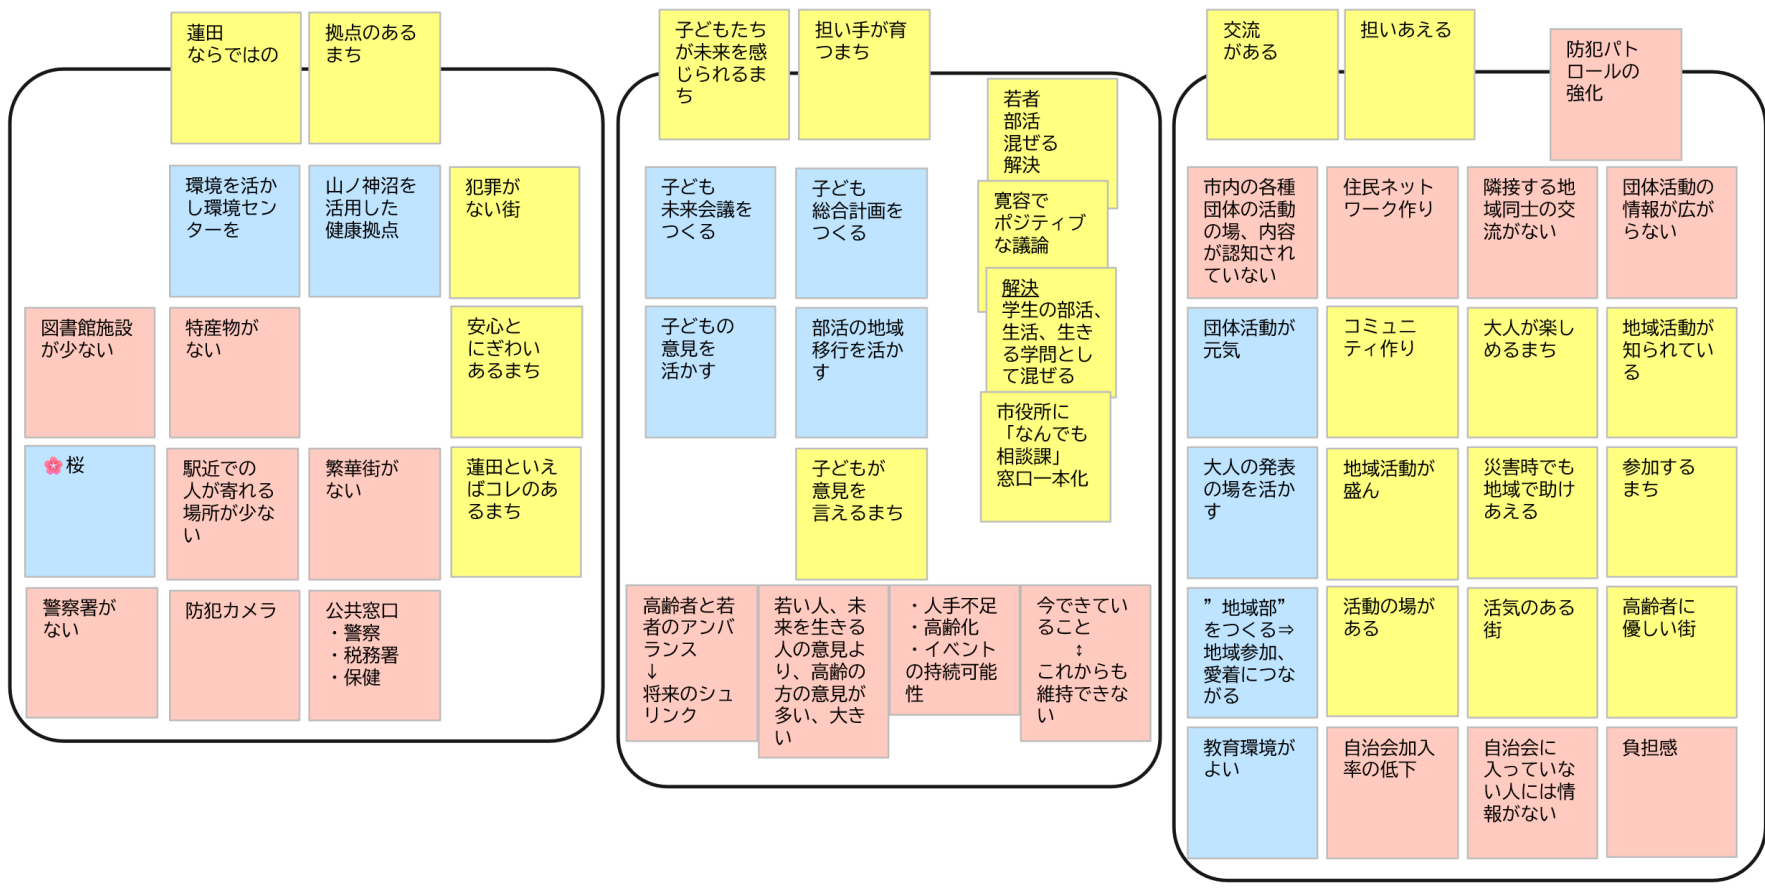 蓮田
ならではの
拠点のある
まち
環境を活か
し環境セン
ターを
山ノ神沼を
活用した
健康拠点
犯罪が
ない街
図書館施設
が少ない
特産物が
ない
安心と
にぎわい
あるまち
🌸桜
駅近での
人が寄れる
場所が少な
い
繁華街が
ない
蓮田といえ
ばコレのあ
るまち
警察署が
ない
防犯カメラ
公共窓口
・警察
・税務署
・保健
子どもたち
が未来を感
じられるま
ち
担い手が育
つまち
若者
部活
混ぜる
解決
子ども
未来会議を
つくる
子ども
総合計画を
つくる
寛容で
ポジティブ
な議論
子どもの
意見を
活かす
部活の地域
移行を活か
す
解決
学生の部活、
生活、生き
る学問とし
て混ぜる
市役所に
「なんでも
相談課」
窓口一本化
子どもが
意見を
言えるまち
高齢者と若
者のアンバ
ランス
↓
将来のシュ
リンク
若い人、未
来を生きる
人の意見よ
り、高齢の
方の意見が
多い、大き
い
・人手不足
・高齢化
・イベント
の持続可能
性
今できてい
ること
↕
これからも
維持できな
い
交流
がある
担いあえる
防犯パト
ロールの
強化
市内の各種
団体の活動
の場、内容
が認知され
ていない
住民ネット
ワーク作り
隣接する地
域同士の交
流がない
団体活動の
情報が広が
らない
団体活動が
元気
コミュニ
ティ作り
大人が楽し
めるまち
地域活動が
知られてい
る
大人の発表
の場を活か
す
地域活動が
盛ん
災害時でも
地域で助け
あえる
参加する
まち
”地域部”
をつくる⇒
地域参加、
愛着につな
がる
活動の場が
ある
活気のある
街
高齢者に
優しい街
教育環境が
よい
自治会加入
率の低下
自治会に
入っていな
い人には情
報がない
負担感